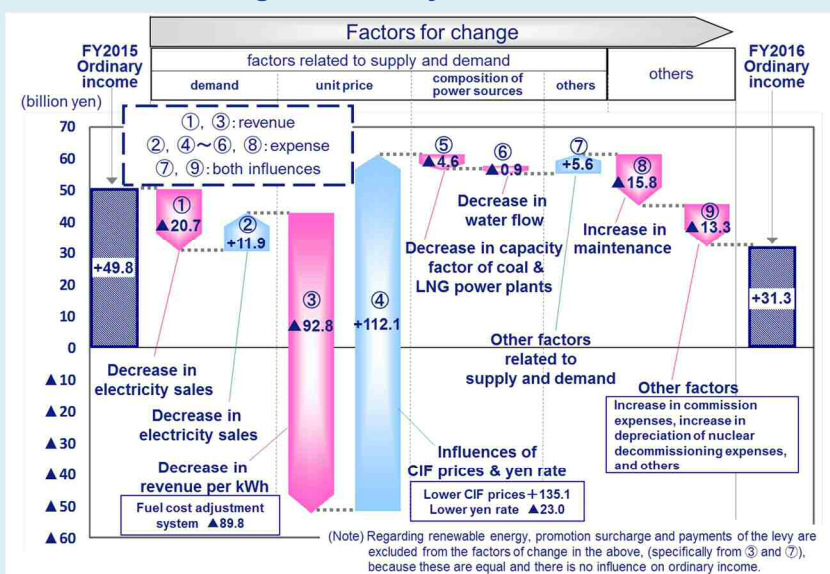 Factors for change
FY2015
Ordinary
income
factors related to supply and demand
others
FY2016
Ordinary
income
demand
unit price
composition of
power sources
others
(billion yen)
①, ③:revenue
②, ④～⑥, ⑧:expense
⑦, ⑨:both influences
70
60
50
40
30
20
10
0
▲10
▲20
▲30
▲40
▲50
▲60
+49.8
①
▲20.7
Decrease in
electricity sales
②
+11.9
Decrease in
electricity sales
③
▲92.8
Decrease in
revenue per kWh
Fuel cost adjustment
system ▲89.8
④
+112.1
Influences of
CIF prices & yen rate
Lower CIF prices+135.1
Lower yen rate ▲23.0
⑤
▲4.6
Decrease in capacity
factor of coal &
LNG power plants
⑥
▲0.9
Decrease in
water flow
⑦
+5.6
Other factors
related to
supply and demand
⑧
▲15.8
Increase in
maintenance
⑨
▲13.3
Other factors
Increase in commission
expenses, increase in
depreciation of nuclear
decommissioning expenses,
and others
+31.3
(Note) Regarding renewable energy, promotion surcharge and payments of the levy are
excluded from the factors of change in the above, (specifically from ③ and ⑦),
because these are equal and there is no influence on ordinary income.